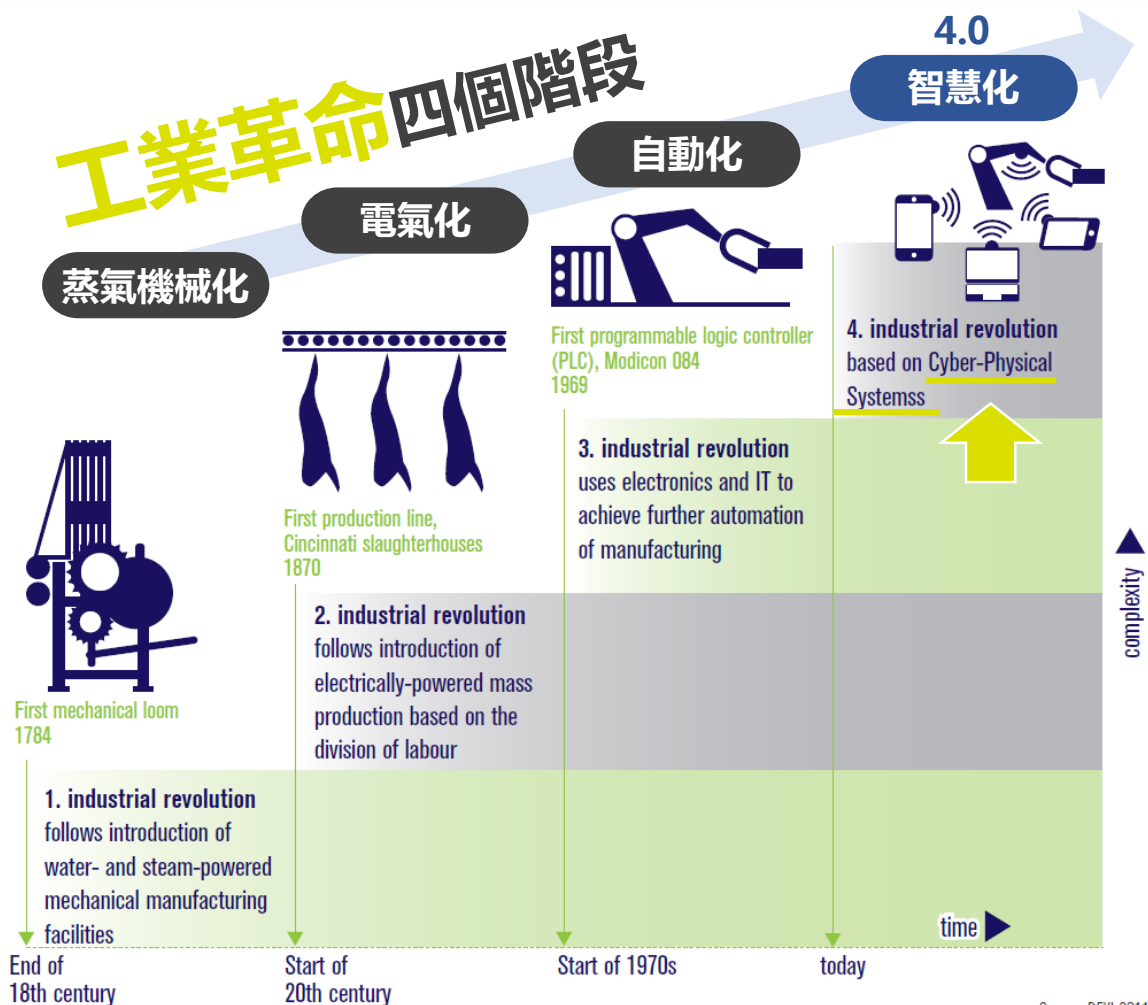 4.0
智慧化
工業革命四個階段
自動化
電氣化
蒸氣機械化
First programmable logic controller
(PLC), Modicon 084
1969
4. industrial revolution
based on Cyber-Physical
Systemss
3. industrial revolution
uses electronics and IT to
achieve further automation
of manufacturing
First production line,
Cincinnati slaughterhouses
1870
2. industrial revolution
follows introduction of
electrically-powered mass
production based on the
division of labour
First mechanical loom
1784
1. industrial revolution
follows introduction of
water- and steam-powered
mechanical manufacturing
facilities
complexity
time
End of
18th century
Start of
20th century
Start of 1970s
today